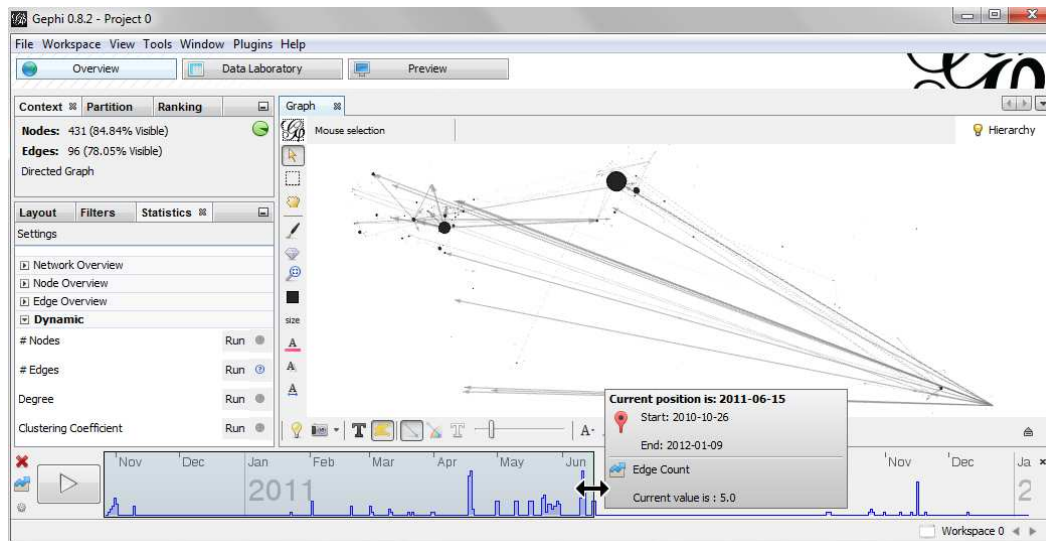 Gephi 0.8.2 - Project 0
File Workspace View Tools Window Plugins Help
Overview Data Laboratory Preview
Context Partition Ranking
Nodes: 431 (84.84% Visible)
Edges: 96 (78.05% Visible)
Directed Graph
Layout Filters Statistics
Settings
Network Overview
Node Overview
Edge Overview
Dynamic
# Nodes Run
# Edges Run
Degree Run
Clustering Coefficient Run
Graph
Mouse selection
Hierarchy
size
A
A
A
T T A-
Current position is: 2011-06-15
Start: 2010-10-26
End: 2012-01-09
Edge Count
Current value is : 5.0
Nov Dec Jan Feb Mar Apr May Jun Nov Dec Ja
2011 2
Workspace 0